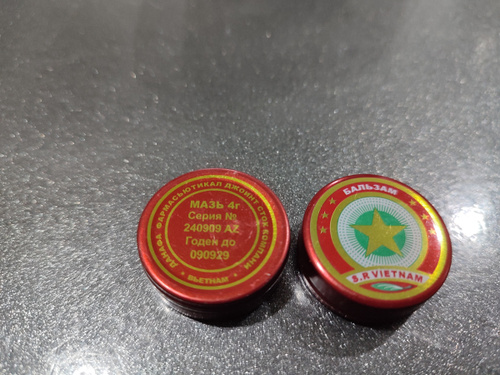 ДАНАФА ФАРМАСЬЮТИКАЛ ДЖОИНТ СТОК КОМПАНИ
МАЗЬ 4г
Серия №
240909 AZ
Годен до
090929
ВЬЕТНАМ
БАЛЬЗАМ
S.R VIETNAM